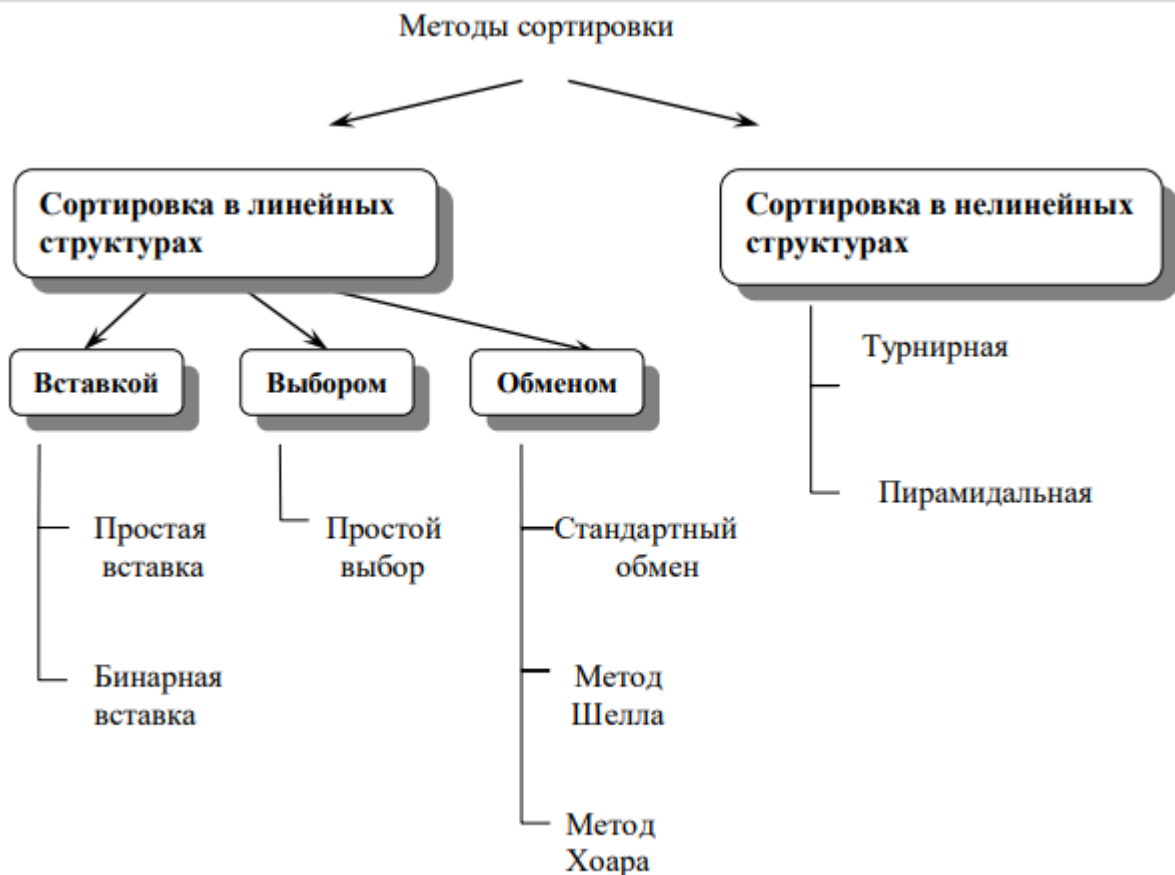 Методы сортировки
Сортировка в линейных
структурах
Сортировка в нелинейных
структурах
Вставкой
Выбором
Обменом
Турнирная
Пирамидальная
Простая
вставка
Бинарная
вставка
Простой
выбор
Стандартный
обмен
Метод
Шелла
Метод
Хоара